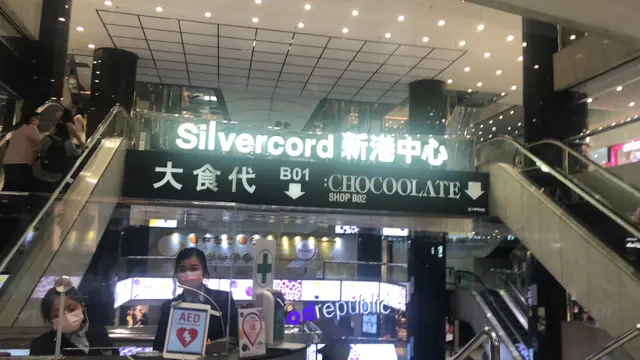 Silvercord 新港中心
大食代 B01 :CHOCOOLATE
SHOP B02
republic
AED